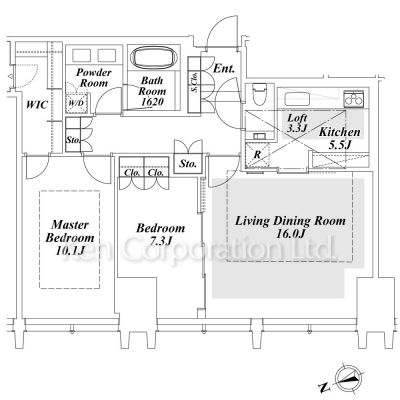 Powder
Room
Bath
Room
1620
S.Clo.
Ent.
WIC
W/D
Sto.
Loft
3.3J
Kitchen
5.5J
R
Sto.
Clo.
Clo.
Master
Bedroom
10.1J
Bedroom
7.3J
Living Dining Room
16.0J
Ken Corporation Ltd.
N